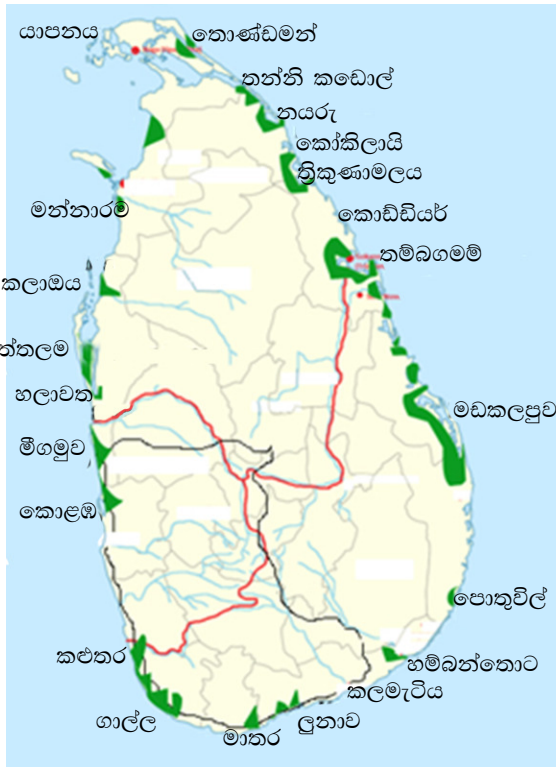 යාපනය
තොණ්ඩමන්
තන්නි කඩොල්
නයරු
කෝකිලායි
ත්‍රිකුණාමලය
මන්නාරම
කොඩ්ඩියර්
තම්බගමම්
කලාඔය
ත්තලම
හලාවත
මඩකලපුව
මීගමුව
කොළඹ
පොතුවිල්
කළුතර
හම්බන්තොට
කලමැටිය
ගාල්ල
ලුනාව
මාතර